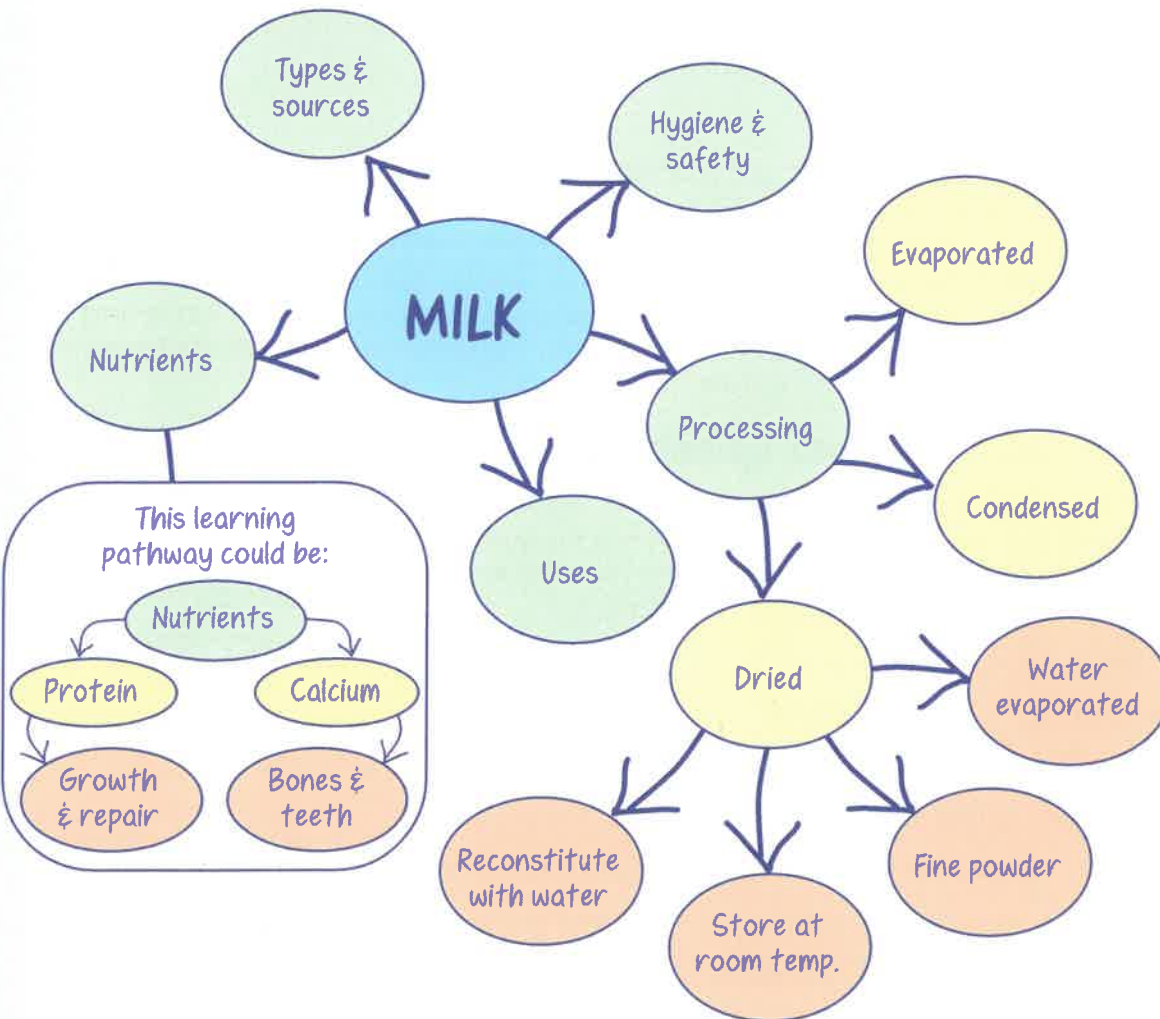 Types &
sources
Hygiene &
safety
Evaporated
MILK
Nutrients
Processing
Condensed
Uses
This learning
pathway could be:
Nutrients
Protein
Calcium
Growth
& repair
Bones &
teeth
Dried
Water
evaporated
Reconstitute
with water
Store at
room temp.
Fine powder